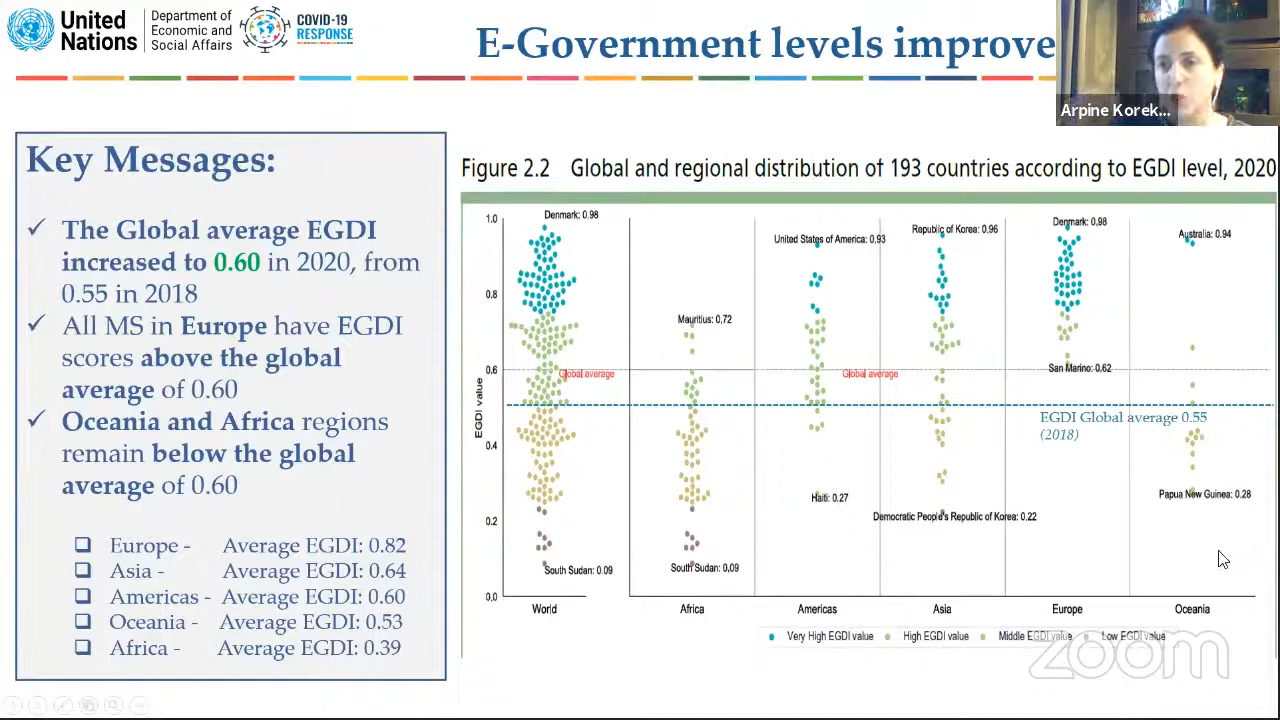 United
Nations
Department of
Economic and
Social Affairs
COVID-19
RESPONSE
E-Government levels improve
Arpine Korek...
Key Messages:
✓ The Global average EGDI
increased to 0.60 in 2020, from
0.55 in 2018
✓ All MS in Europe have EGDI
scores above the global
average of 0.60
✓ Oceania and Africa regions
remain below the global
average of 0.60
❑ Europe - Average EGDI: 0.82
❑ Asia - Average EGDI: 0.64
❑ Americas - Average EGDI: 0.60
❑ Oceania - Average EGDI: 0.53
❑ Africa - Average EGDI: 0.39
Figure 2.2 Global and regional distribution of 193 countries according to EGDI level, 2020
EGDI value
1.0
0.8
0.6
0.4
0.2
0,0
Denmark: 0.98
Global average
South Sudan: 0.09
World
Mauritius: 0.72
South Sudan: 0,09
Africa
United States of America: 0.93
Global average
Haiti: 0.27
Americas
Republic of Korea: 0.96
Democratic People's Republic of Korea: 0.22
Asia
Denmark: 0,98
San Marino: 0.62
Europe
Australia: 0.94
EGDI Global average 0.55
(2018)
Papua New Guinea: 0.28
Oceania
Very High EGDI value
High EGDI value
Middle EGDI value
Low EGDI value
zoom